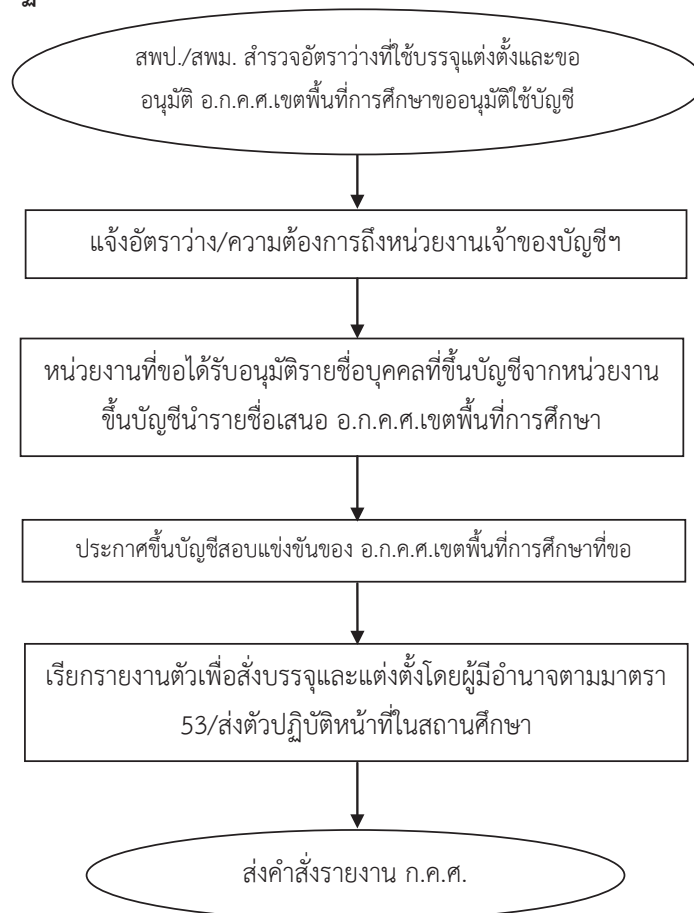 สพป./สพม. สำรวจอัตราว่างที่ใช้บรรจุแต่งตั้งและขอ
อนุมัติ อ.ก.ค.ศ.เขตพื้นที่การศึกษาขออนุมัติใช้บัญชี
แจ้งอัตราว่าง/ความต้องการถึงหน่วยงานเจ้าของบัญชีฯ
หน่วยงานที่ขอได้รับอนุมัติรายชื่อบุคคลที่ขึ้นบัญชีจากหน่วยงาน
ขึ้นบัญชีนำรายชื่อเสนอ อ.ก.ค.ศ.เขตพื้นที่การศึกษา
ประกาศขึ้นบัญชีสอบแข่งขันของ อ.ก.ค.ศ.เขตพื้นที่การศึกษาที่ขอ
เรียกรายงานตัวเพื่อสั่งบรรจุและแต่งตั้งโดยผู้มีอำนาจตามมาตรา
53/ส่งตัวปฏิบัติหน้าที่ในสถานศึกษา
ส่งคำสั่งรายงาน ก.ค.ศ.